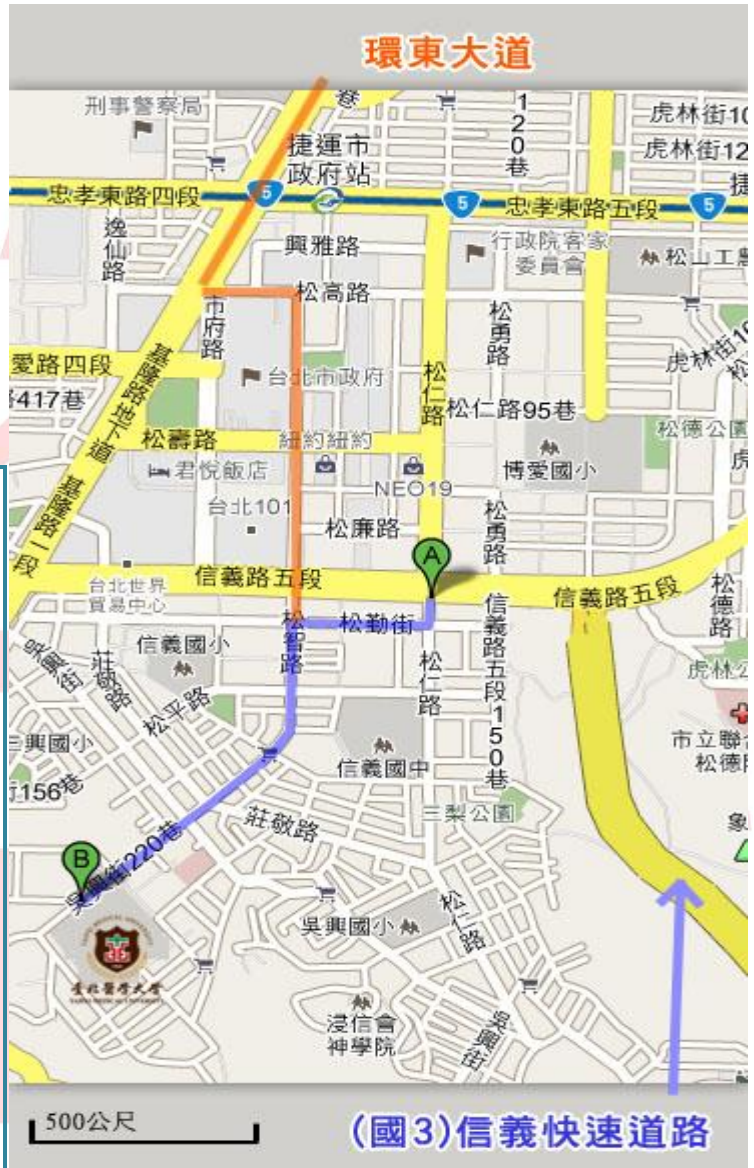 環東大道
刑事警察局
巷
120巷
虎林街10
虎林街12
捷運市
政府站
捷
忠孝東路四段
5
5
忠孝東路五段
5
逸仙路
興雅路
行政院客家
委員會
松山工農
市府路
松高路
松勇路
愛路四段
基隆路地下道
台北市政府
松仁路
虎林街1
松
417巷
松仁路95巷
松壽路
紐約紐約
松德公園
君悅飯店
NEO19
博愛國小
虎
台北101
松廉路
松勇路
基隆路一段
A
信義路五段
信義路五段
台北世界
貿易中心
松德路
松智路
松勤街
信義路五段150巷
信義國小
吳興街
莊敬路
松仁路
虎林公
松平路
三興國小
信義國中
市立聯合
松德院
街156巷
莊敬路
三犁公園
象
B
吳興街220巷
吳興國小
松仁路
臺北醫學大學
TAIPEI MEDICAL UNIVERSITY
浸信會
神學院
吳興街
500公尺
(國3)信義快速道路